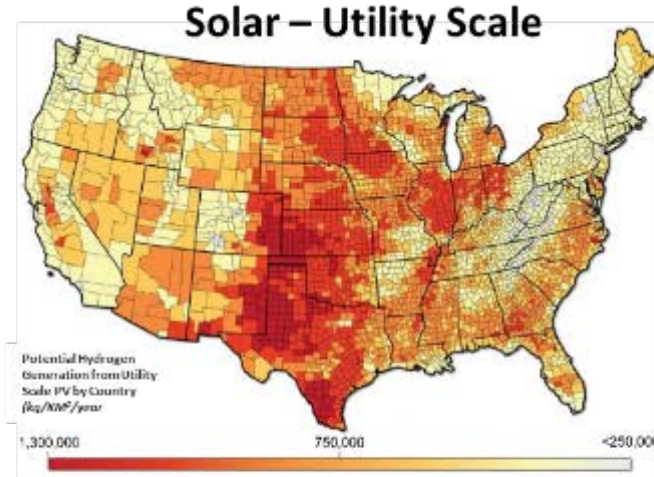 Solar – Utility Scale
Potential Hydrogen
Generation from Utility
Scale PV by Country
(kg/KM²/year
1,300,000 750,000 <250,000